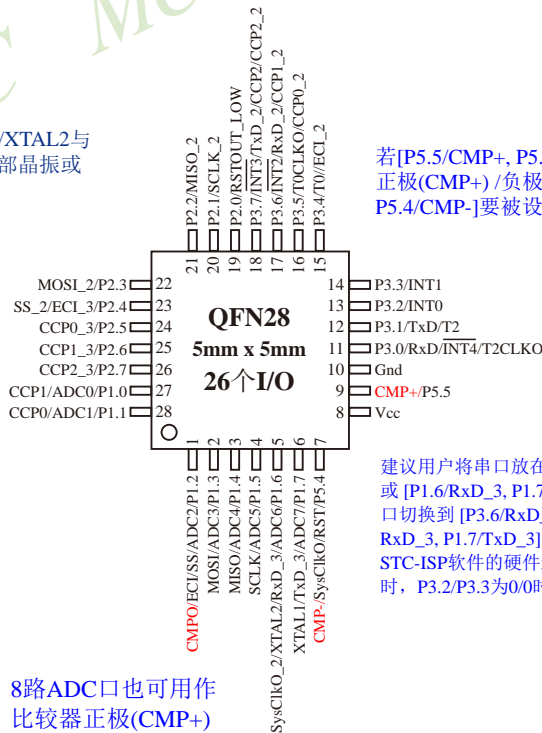 C MC
/XTAL2与
部晶振或
21 P2.2/MISO_2
20 P2.1/SCLK_2
19 P2.0/RSTOUT_LOW
18 P3.7/INT3/TxD_2/CCP2/CCP2_2
17 P3.6/INT2/RxD_2/CCP1_2
16 P3.5/T0CLKO/CCP0_2
15 P3.4/T0//ECI_2
若[P5.5/CMP+, P5.
正极(CMP+) /负极
P5.4/CMP-]要被设
MOSI_2/P2.3 22
SS_2/ECI_3/P2.4 23
CCP0_3/P2.5 24
CCP1_3/P2.6 25
CCP2_3/P2.7 26
CCP1/ADC0/P1.0 27
CCP0/ADC1/P1.1 28
QFN28
5mm x 5mm
26个I/O
14 P3.3/INT1
13 P3.2/INT0
12 P3.1/TxD/T2
11 P3.0/RxD/INT4/T2CLKO
10 Gnd
9 CMP+/P5.5
8 Vcc
CMPO/ECI/SS/ADC2/P1.2 1
MOSI/ADC3/P1.3 2
MISO/ADC4/P1.4 3
SCLK/ADC5/P1.5 4
SysClkO_2/XTAL2/RxD_3/ADC6/P1.6 5
XTAL1/TxD_3/ADC7/P1.7 6
CMP-/SysClkO/RST/P5.4 7
建议用户将串口放在
或 [P1.6/RxD_3, P1.7
口切换到 [P3.6/RxD_
RxD_3, P1.7/TxD_3]
STC-ISP软件的硬件
时，P3.2/P3.3为0/0时
8路ADC口也可用作
比较器正极(CMP+)